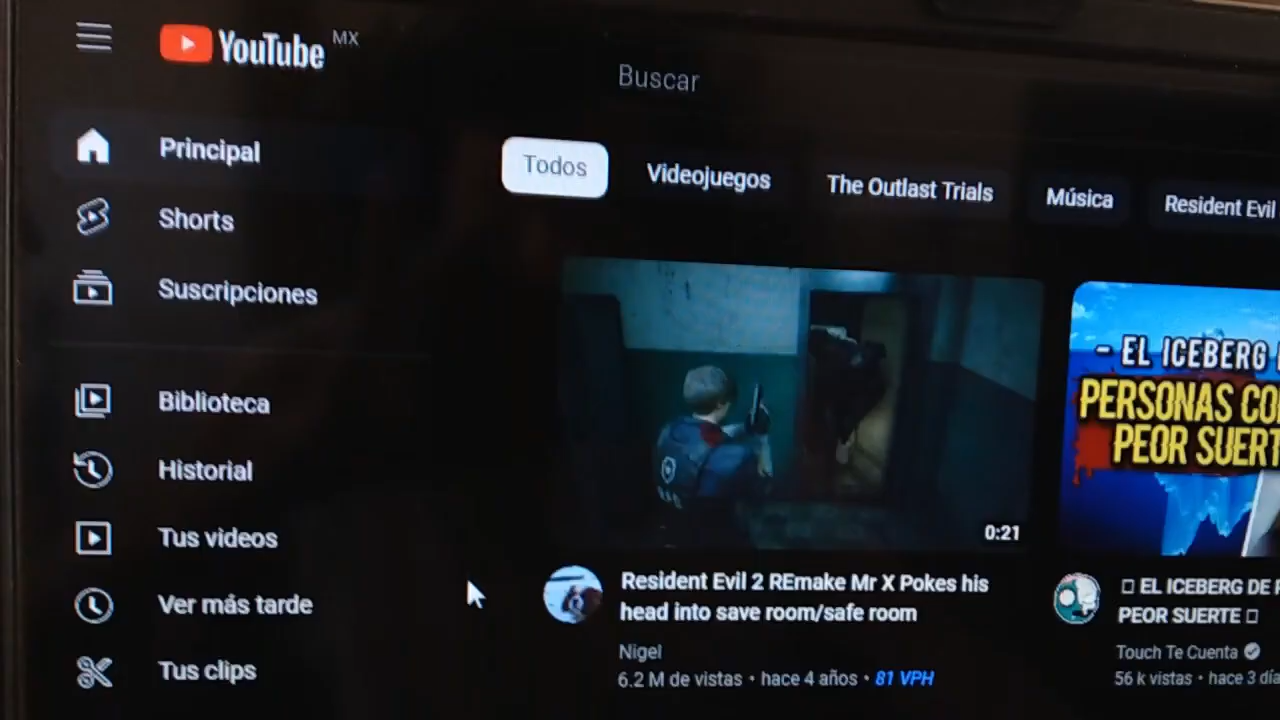 YouTube MX
Buscar
Principal
Shorts
Suscripciones
Biblioteca
Historial
Tus videos
Ver más tarde
Tus clips
Todos
Videojuegos
The Outlast Trials
Música
Resident Evil
0:21
Resident Evil 2 REmake Mr X Pokes his
head into save room/safe room
Nigel
6.2 M de vistas • hace 4 años • 81 VPH
- EL ICEBERG
PERSONAS CO
PEOR SUERT
EL ICEBERG DE
PEOR SUERTE
Touch Te Cuenta
56 k vistas • hace 3 día